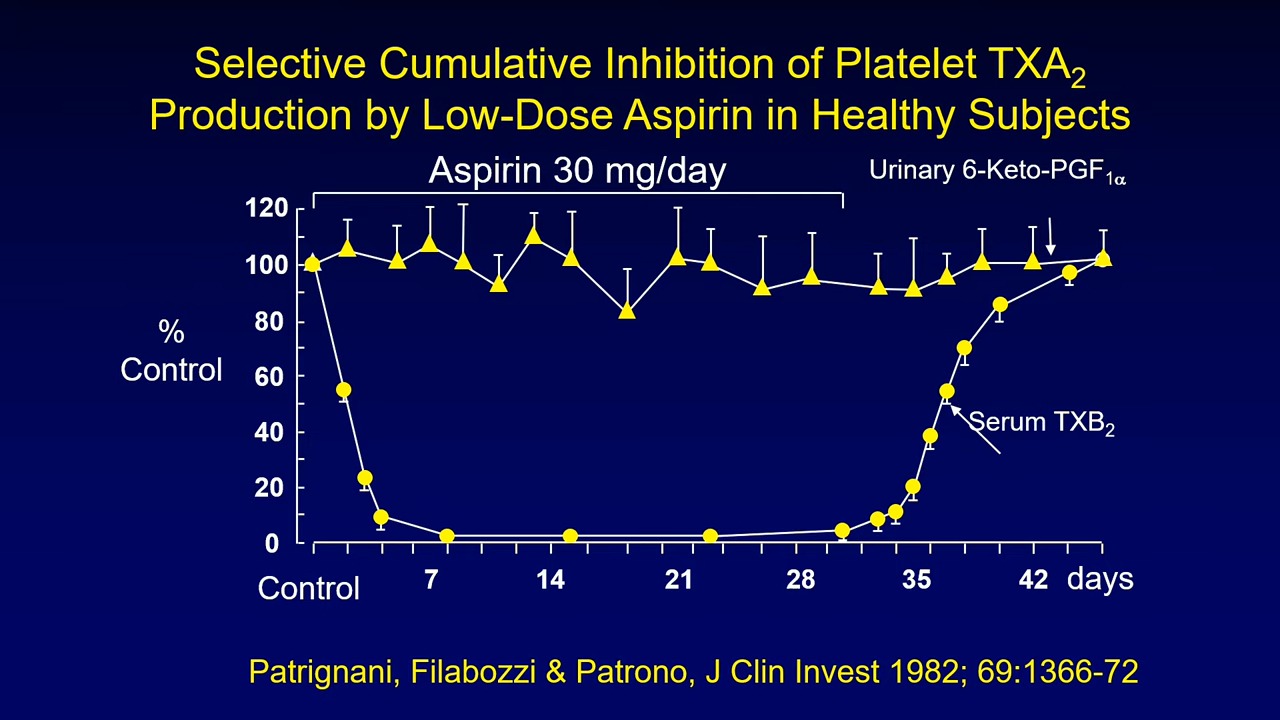 Selective Cumulative Inhibition of Platelet TXA2
Production by Low-Dose Aspirin in Healthy Subjects
Aspirin 30 mg/day
Urinary 6-Keto-PGF1α
120
100
80
60
40
20
0
%
Control
Serum TXB2
Control
7
14
21
28
35
42
days
Patrignani, Filabozzi & Patrono, J Clin Invest 1982; 69:1366-72